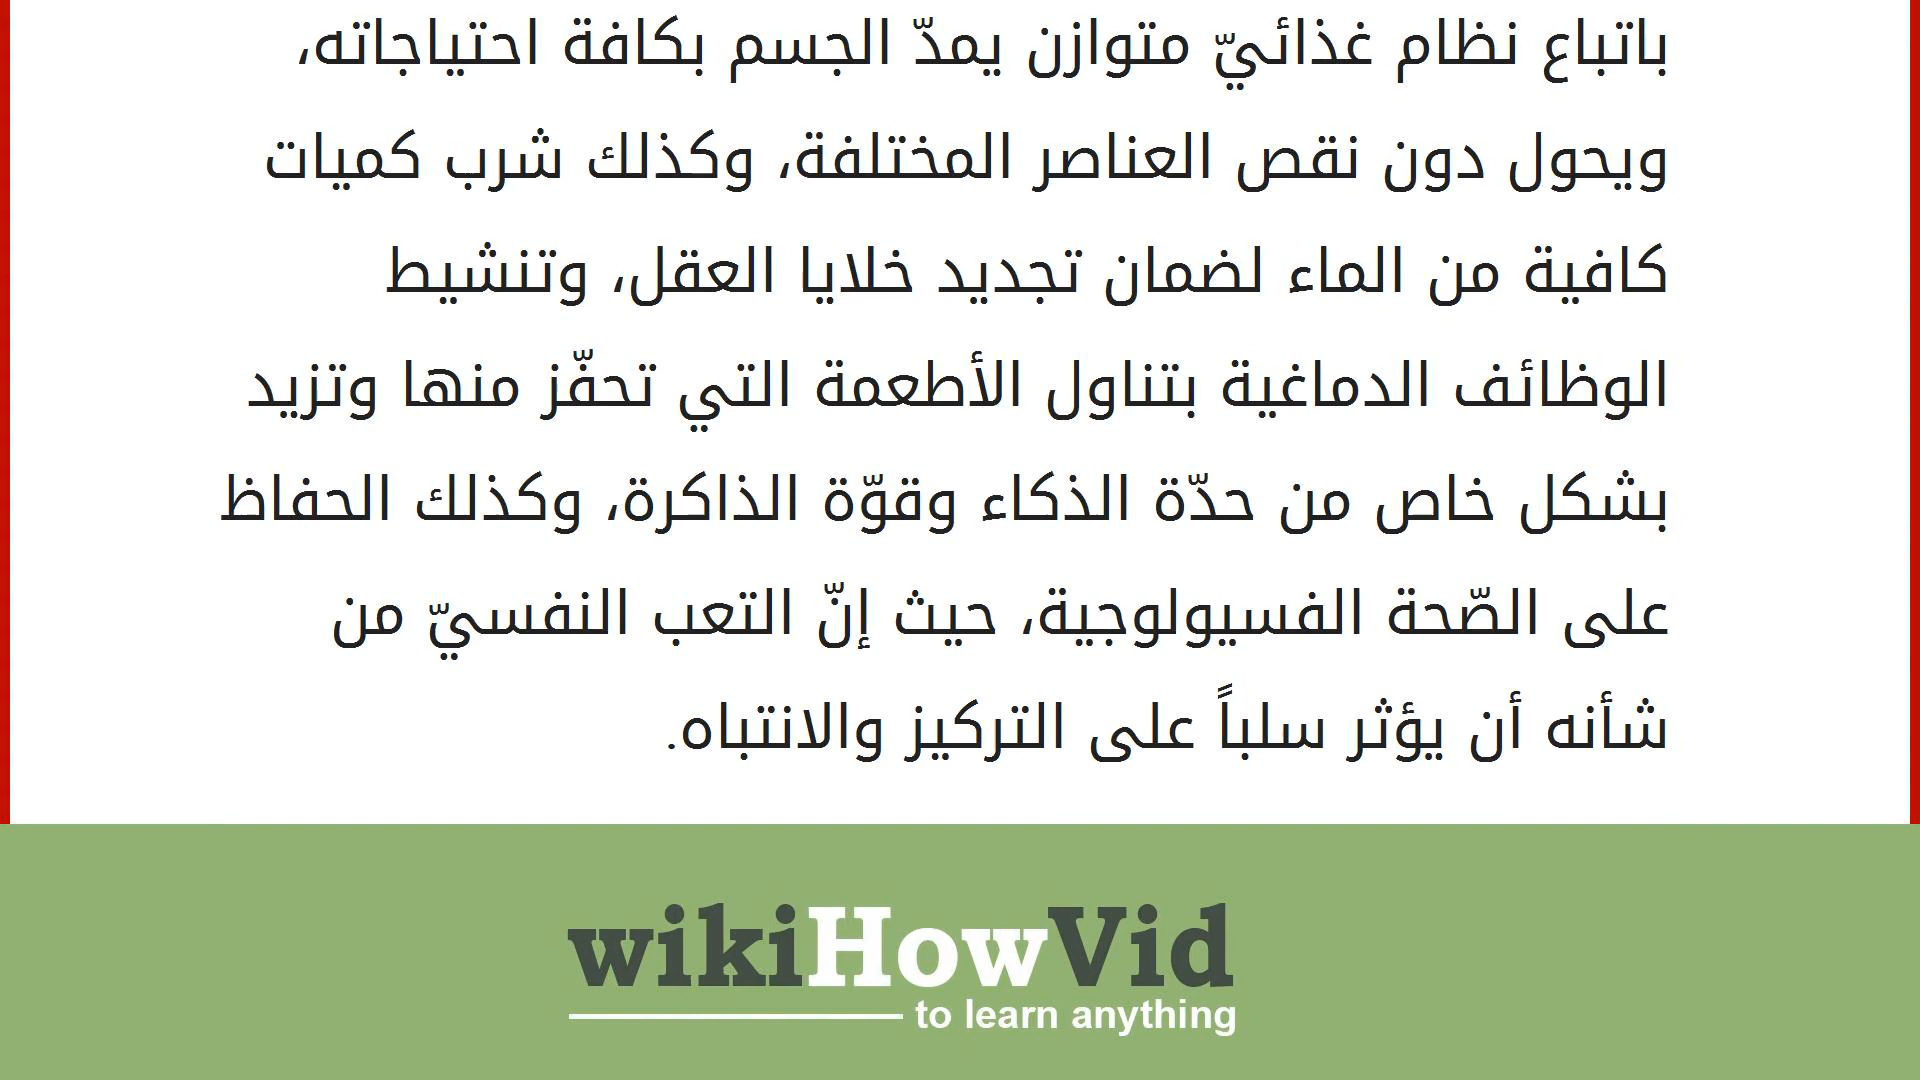 باتباع نظام غذائيّ متوازن يمدّ الجسم بكافة احتياجاته،
ويحول دون نقص العناصر المختلفة، وكذلك شرب كميات
كافية من الماء لضمان تجديد خلايا العقل، وتنشيط
الوظائف الدماغية بتناول الأطعمة التي تحفّز منها وتزيد
بشكل خاص من حدّة الذكاء وقوّة الذاكرة، وكذلك الحفاظ
على الصّحة الفسيولوجية، حيث إنّ التعب النفسيّ من
شأنه أن يؤثر سلباً على التركيز والانتباه.
wikiHowVid
to learn anything